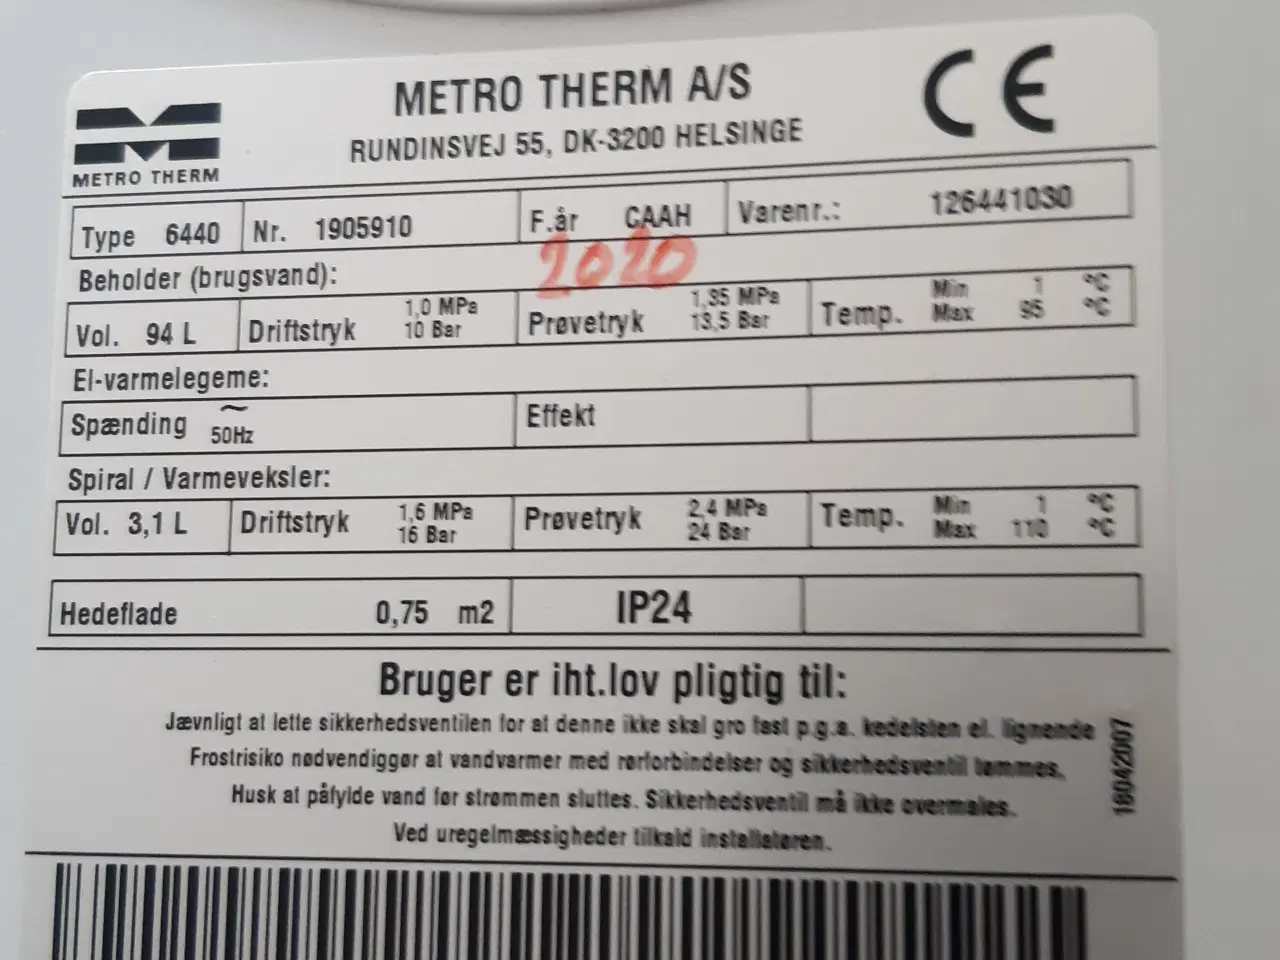 METRO THERM A/S
RUNDINSVEJ 55, DK-3200 HELSINGE
CE
METRO THERM
Type 6440 Nr. 1905910 F.år CAAH Varenr.: 126441030
2020
Beholder (brugsvand):
Vol. 94 L Driftstryk 1,0 MPa 10 Bar Prøvetryk 1,35 MPa 13,5 Bar Temp. Min 1 ºC Max 95 ºC
El-varmelegeme:
Spænding ~ 50Hz Effekt
Spiral / Varmeveksler:
Vol. 3,1 L Driftstryk 1,6 MPa 16 Bar Prøvetryk 2,4 MPa 24 Bar Temp. Min 1 ºC Max 110 ºC
Hedeflade 0,75 m2 IP24
Bruger er iht.lov pligtig til:
Jævnligt at lette sikkerhedsventilen for at denne ikke skal gro fast p.g.a. kedelsten el. lignende
Frostrisiko nødvendiggør at vandvarmer med rørforbindelser og sikkerhedsventil tømmes.
Husk at påfylde vand før strømmen sluttes. Sikkerhedsventil må ikke overmales.
Ved uregelmæssigheder tilkald installatøren.
18042007